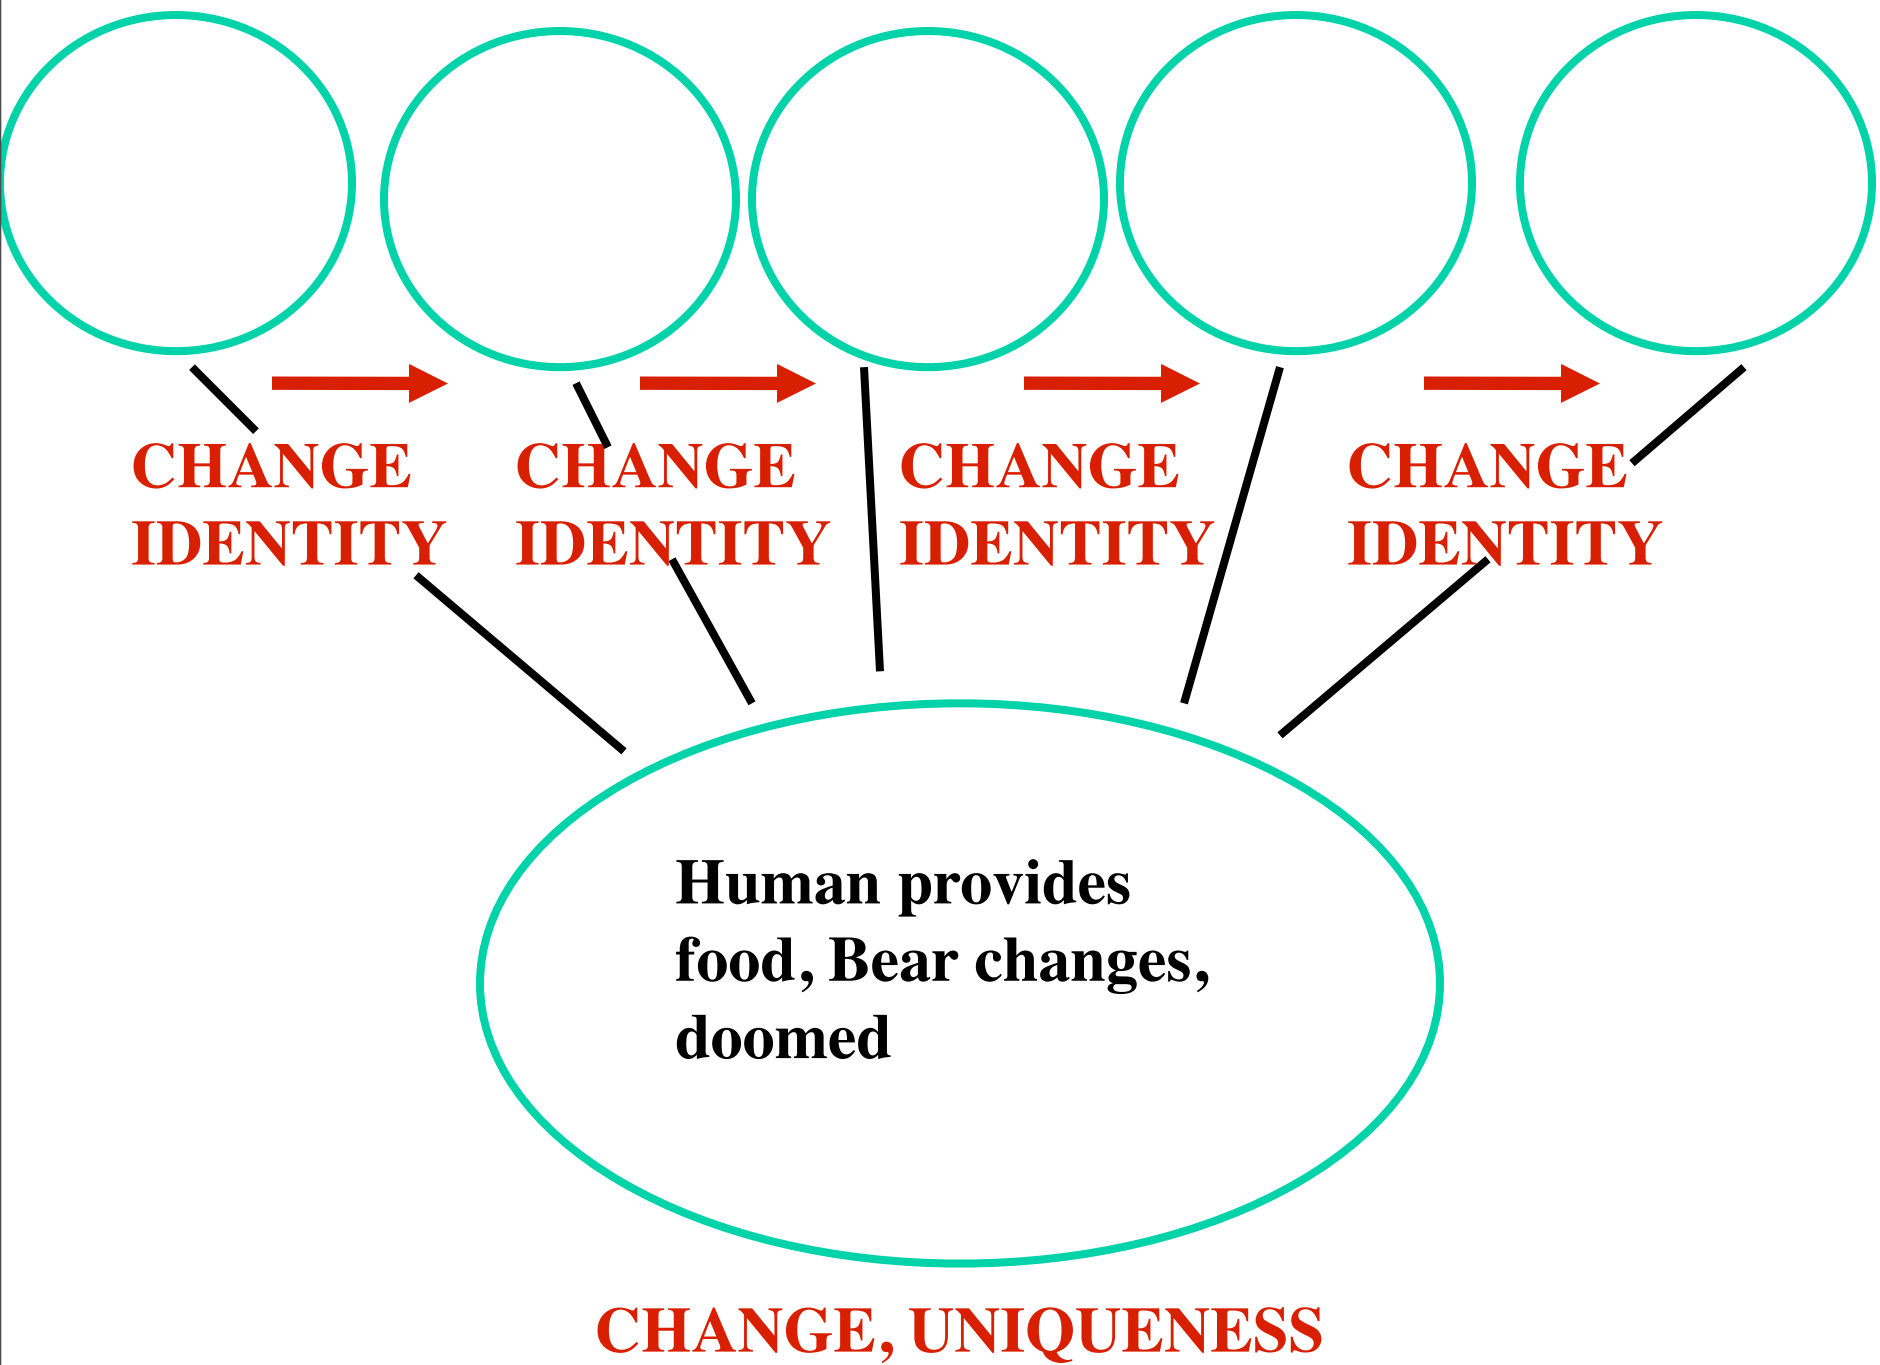 CHANGE
IDENTITY
CHANGE
IDENTITY
CHANGE
IDENTITY
CHANGE
IDENTITY
Human provides
food, Bear changes,
doomed
CHANGE, UNIQUENESS